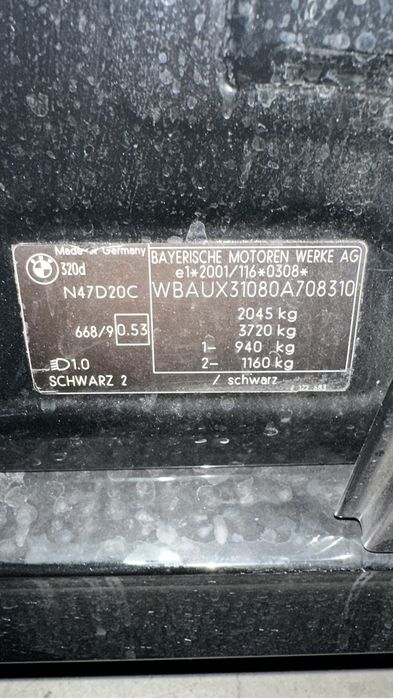 Made in Germany
BMW
320d
N47D20C
668/9 0.53
1.0
SCHWARZ 2
BAYERISCHE MOTOREN WERKE AG
e1*2001/116*0308*
WBAUX31080A708310
2045 kg
3720 kg
1- 940 kg
2- 1160 kg
/ schwarz